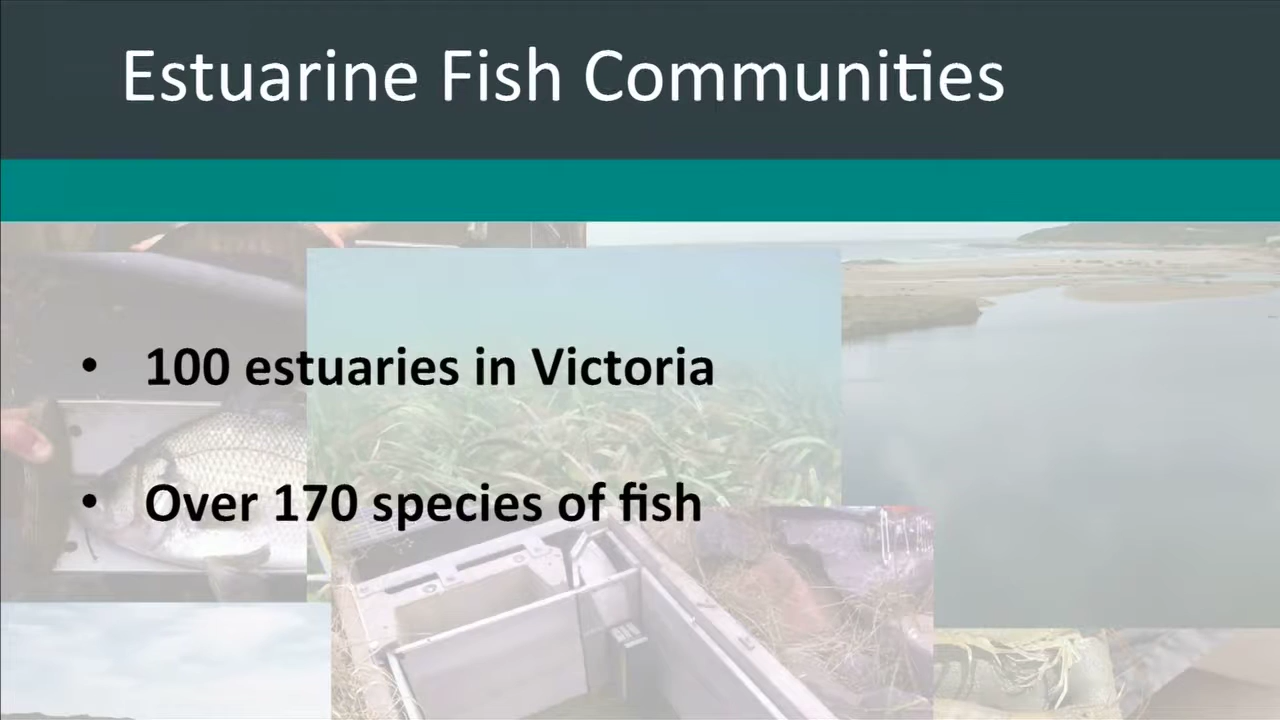 Estuarine Fish Communities
• 100 estuaries in Victoria
• Over 170 species of fish